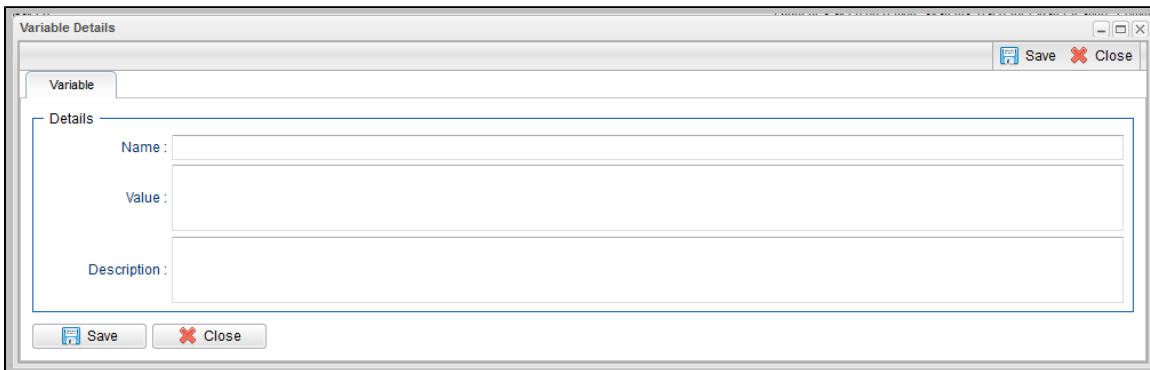 Variable Details
Save Close
Variable
Details
Name :
Value :
Description :
Save Close